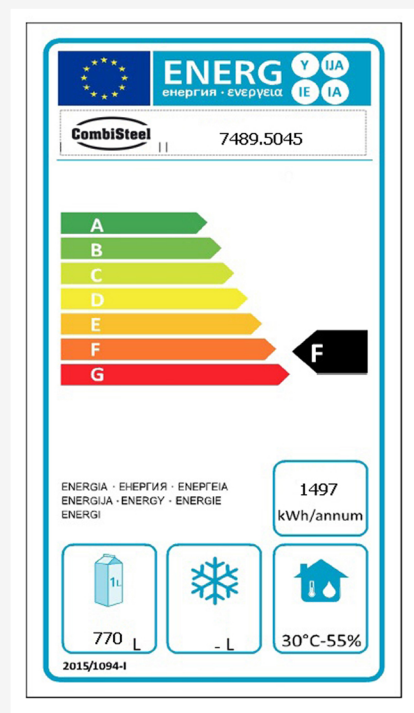 ENERG Y IJA
енергия · ενεργεια IE IA
CombiSteel 7489.5045
A
B
C
D
E
F
F
G
ENERGIA · ЕНЕРГИЯ · ΕΝΕΡΓΕΙΑ
ENERGIJA · ENERGY · ENERGIE
ENERGI
1497
kWh/annum
1L
770 L
- L
30°C-55%
2015/1094-I